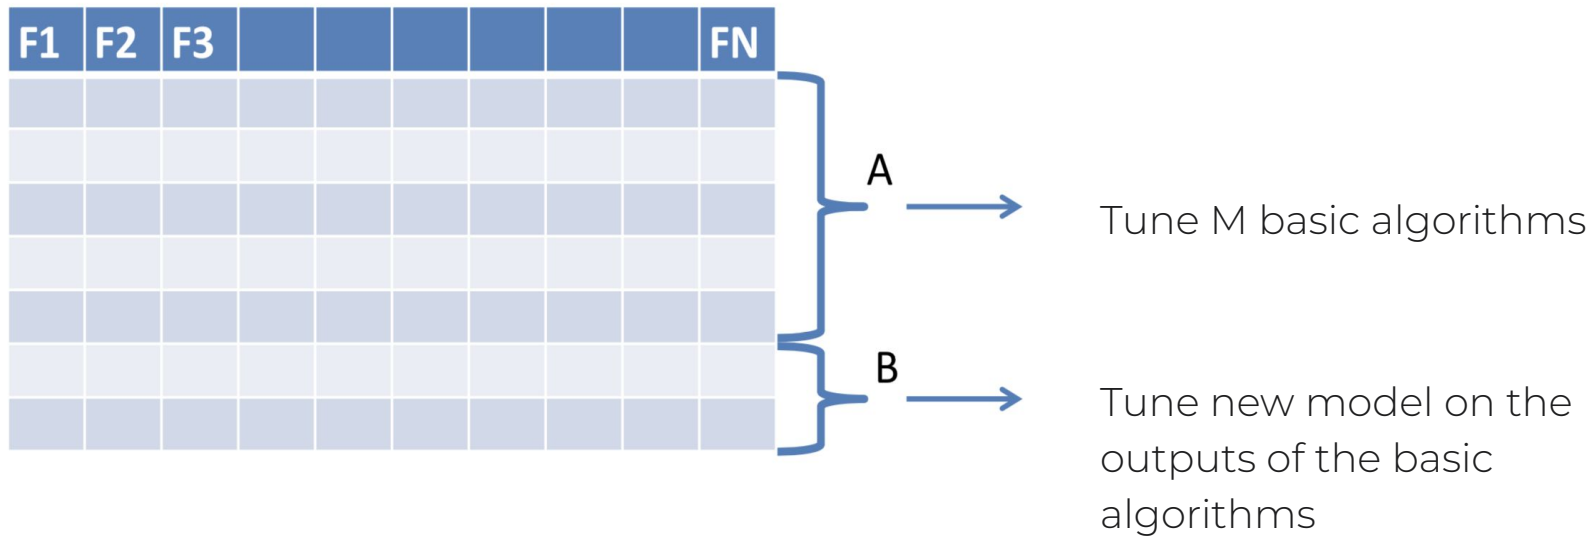 F1 F2 F3 FN
A
Tune M basic algorithms
B
Tune new model on the
outputs of the basic
algorithms